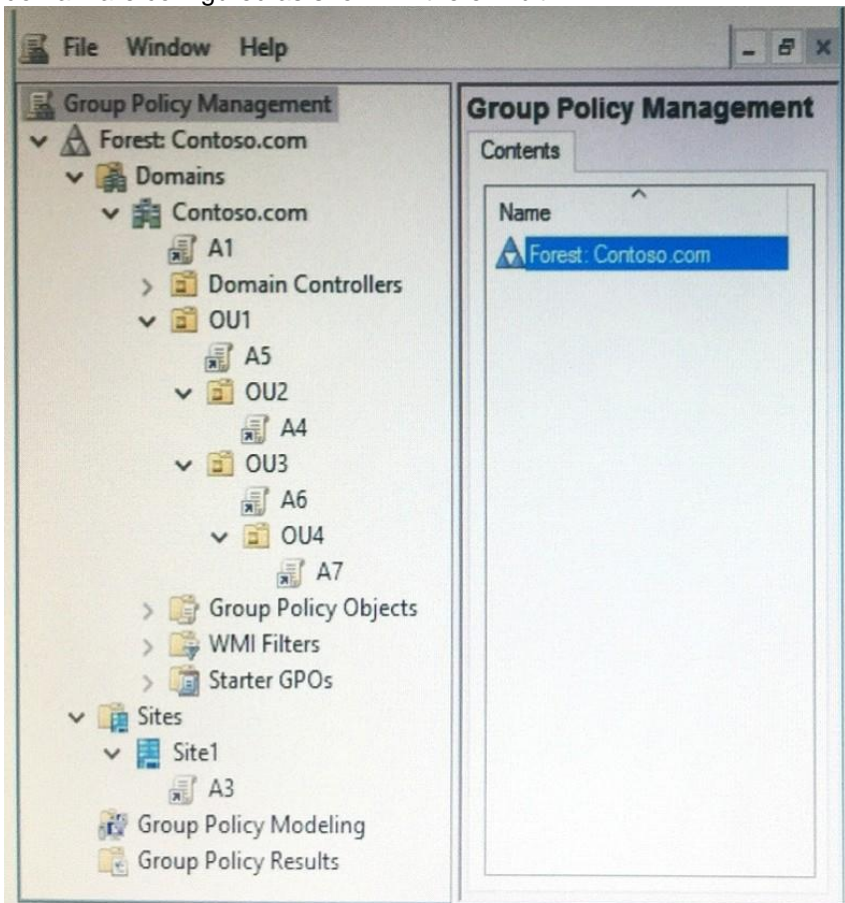 File Window Help
Group Policy Management
Forest: Contoso.com
Domains
Contoso.com
A1
Domain Controllers
OU1
A5
OU2
A4
OU3
A6
OU4
A7
Group Policy Objects
WMI Filters
Starter GPOs
Sites
Site1
A3
Group Policy Modeling
Group Policy Results
Group Policy Management
Contents
Name
Forest: Contoso.com